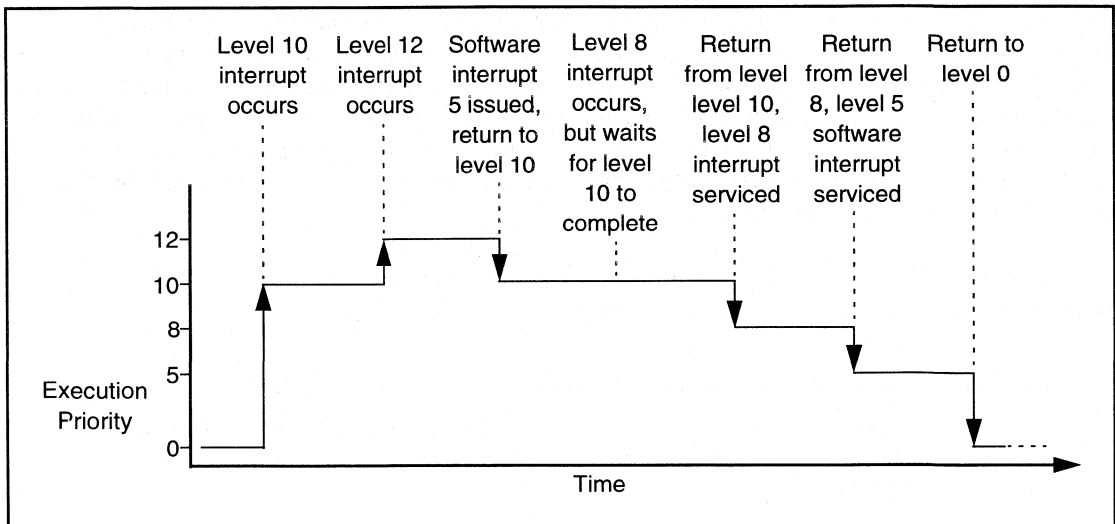 Level 10
interrupt
occurs
Level 12
interrupt
occurs
Software
interrupt
5 issued,
return to
level 10
Level 8
interrupt
occurs,
but waits
for level
10 to
complete
Return
from level
level 10,
level 8
interrupt
serviced
Return
from level
8, level 5
software
interrupt
serviced
Return to
level 0
12
10
8
5
0
Execution
Priority
Time